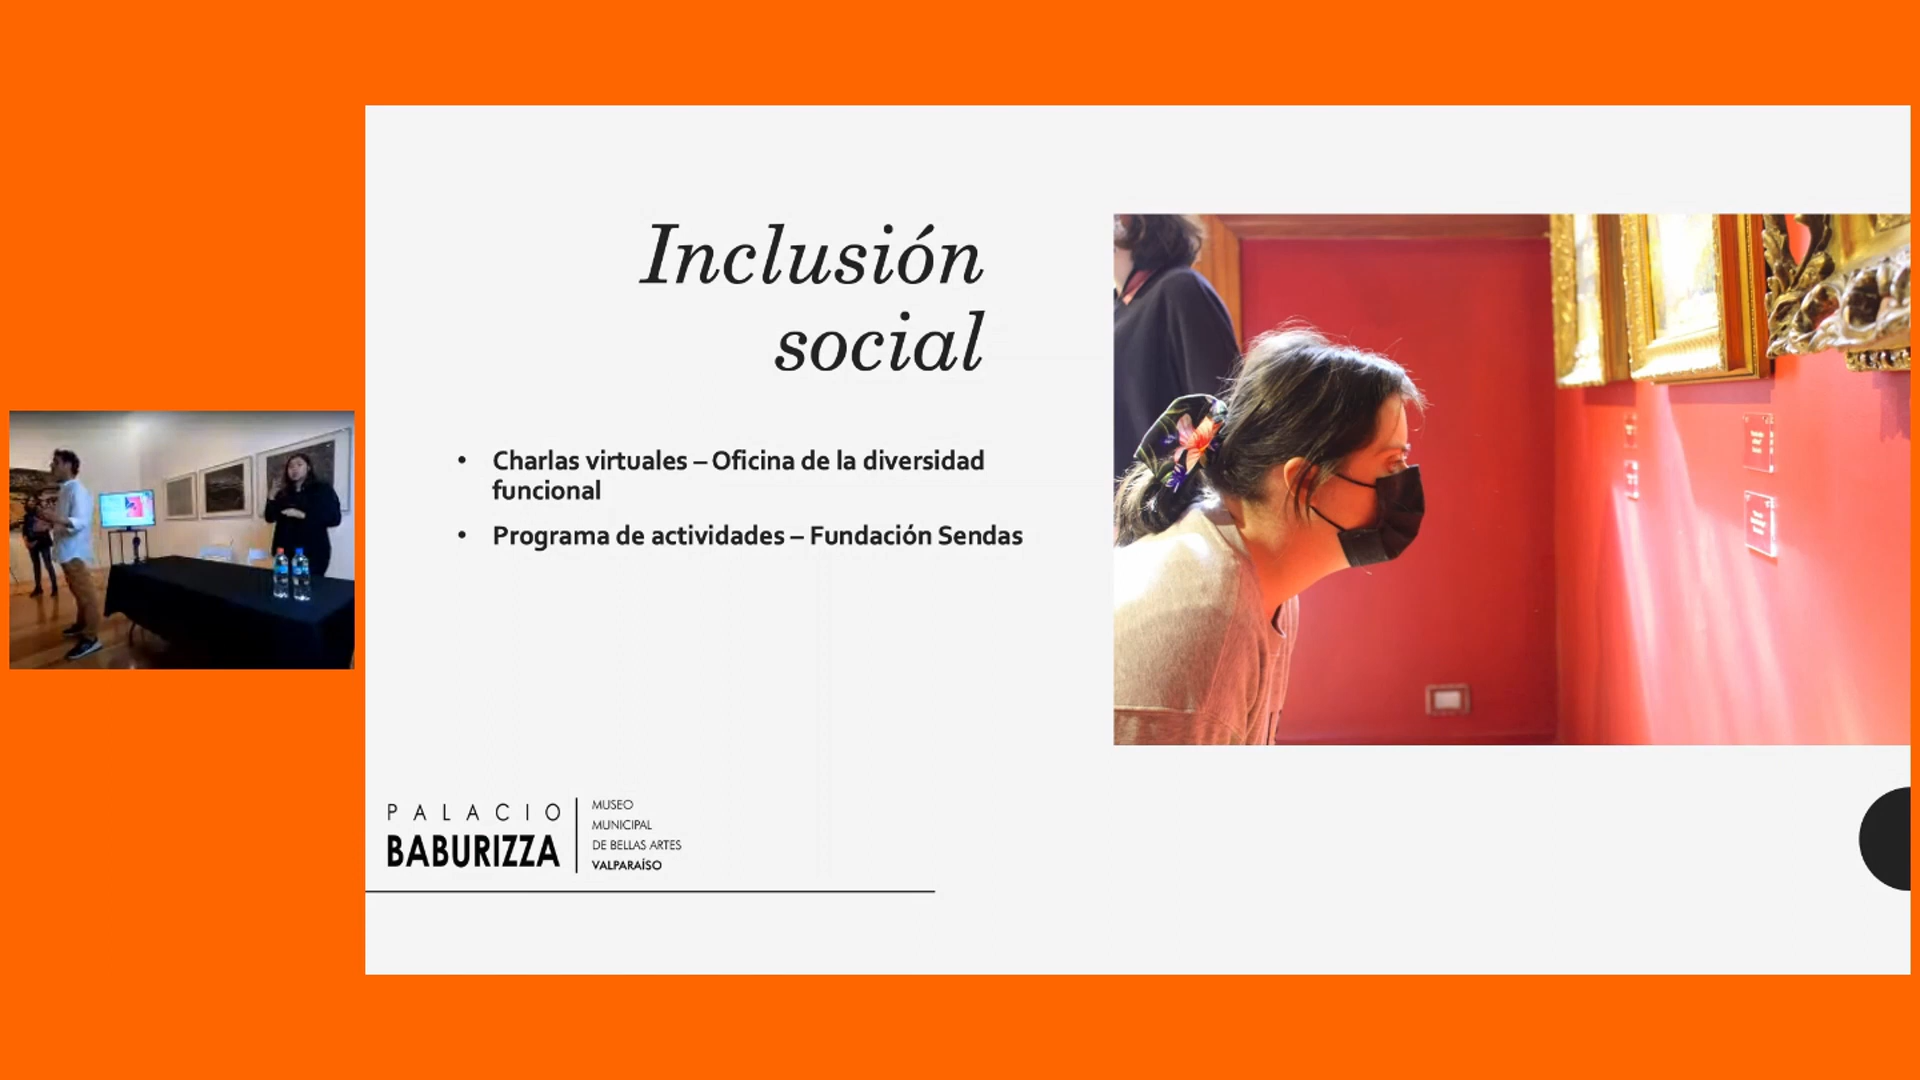 Inclusión
social
• Charlas virtuales – Oficina de la diversidad
funcional
• Programa de actividades – Fundación Sendas
PALACIO
BABURIZZA
MUSEO
MUNICIPAL
DE BELLAS ARTES
VALPARAÍSO